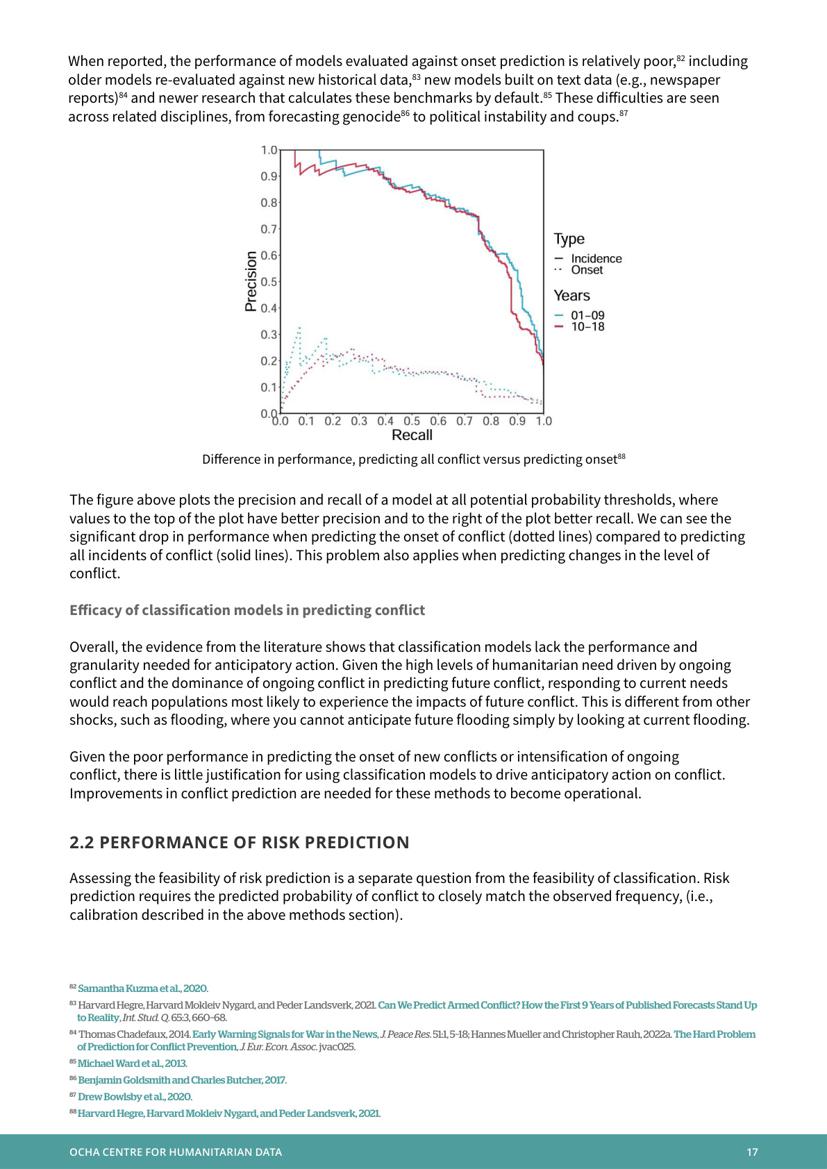 When reported, the performance of models evaluated against onset prediction is relatively poor,82 including
older models re-evaluated against new historical data,83 new models built on text data (e.g., newspaper
reports)84 and newer research that calculates these benchmarks by default.85 These difficulties are seen
across related disciplines, from forecasting genocide86 to political instability and coups.87
1.0
0.9
0.8
0.7
0.6
0.5
0.4
0.3
0.2
0.1
0.0
Precision
0.0 0.1 0.2 0.3 0.4 0.5 0.6 0.7 0.8 0.9 1.0
Recall
Type
Incidence
Onset
Years
01–09
10–18
Difference in performance, predicting all conflict versus predicting onset88
The figure above plots the precision and recall of a model at all potential probability thresholds, where
values to the top of the plot have better precision and to the right of the plot better recall. We can see the
significant drop in performance when predicting the onset of conflict (dotted lines) compared to predicting
all incidents of conflict (solid lines). This problem also applies when predicting changes in the level of
conflict.
Efficacy of classification models in predicting conflict
Overall, the evidence from the literature shows that classification models lack the performance and
granularity needed for anticipatory action. Given the high levels of humanitarian need driven by ongoing
conflict and the dominance of ongoing conflict in predicting future conflict, responding to current needs
would reach populations most likely to experience the impacts of future conflict. This is different from other
shocks, such as flooding, where you cannot anticipate future flooding simply by looking at current flooding.
Given the poor performance in predicting the onset of new conflicts or intensification of ongoing
conflict, there is little justification for using classification models to drive anticipatory action on conflict.
Improvements in conflict prediction are needed for these methods to become operational.
2.2 PERFORMANCE OF RISK PREDICTION
Assessing the feasibility of risk prediction is a separate question from the feasibility of classification. Risk
prediction requires the predicted probability of conflict to closely match the observed frequency, (i.e.,
calibration described in the above methods section).
82 Samantha Kuzma et al., 2020.
83 Harvard Hegre, Harvard Mokleiv Nygard, and Peder Landsverk, 2021. Can We Predict Armed Conflict? How the First 9 Years of Published Forecasts Stand Up
to Reality, Int. Stud. Q. 65:3, 660–68.
84 Thomas Chadefaux, 2014. Early Warning Signals for War in the News, J. Peace Res. 51:1, 5–18; Hannes Mueller and Christopher Rauh, 2022a. The Hard Problem
of Prediction for Conflict Prevention, J. Eur. Econ. Assoc. jvac025.
85 Michael Ward et al., 2013.
86 Benjamin Goldsmith and Charles Butcher, 2017.
87 Drew Bowlsby et al., 2020.
88 Harvard Hegre, Harvard Mokleiv Nygard, and Peder Landsverk, 2021.
OCHA CENTRE FOR HUMANITARIAN DATA
17